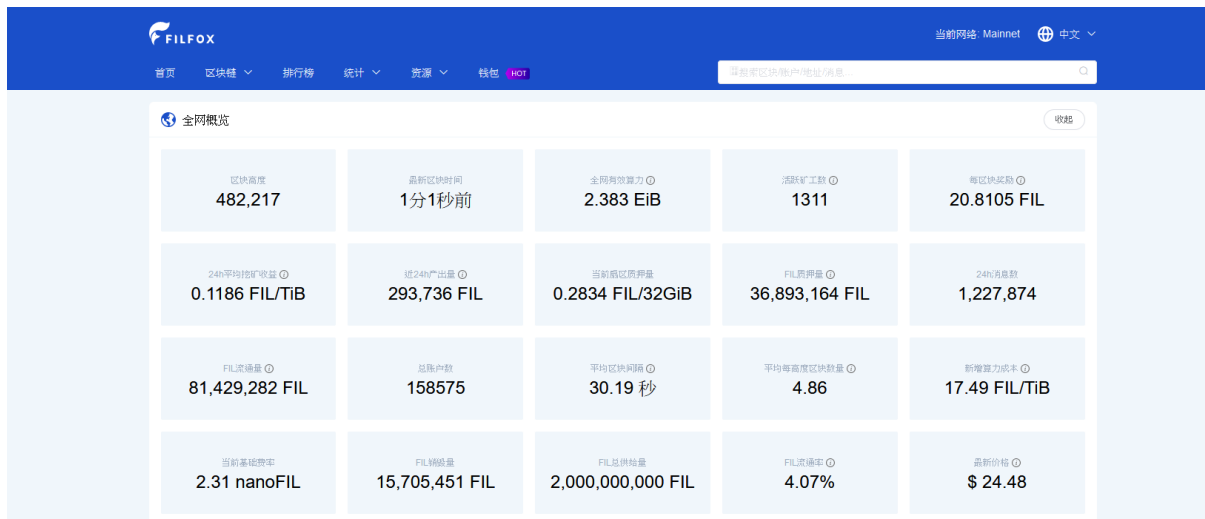 FILFOX
当前网络: Mainnet 中文
首页 区块链 排行榜 统计 资源 钱包 HOT
搜索区块/账户/地址/消息...
全网概览 收起
区块高度 最新区块时间 全网有效算力 活跃矿工数 每区块奖励
482,217 1分1秒前 2.383 EiB 1311 20.8105 FIL
24h平均挖矿收益 近24h产出量 当前扇区质押量 FIL质押量 24h消息数
0.1186 FIL/TiB 293,736 FIL 0.2834 FIL/32GiB 36,893,164 FIL 1,227,874
FIL流通量 总账户数 平均区块间隔 平均每高度区块数量 新增算力成本
81,429,282 FIL 158575 30.19 秒 4.86 17.49 FIL/TiB
当前基础费率 FIL销毁量 FIL总供给量 FIL流通率 最新价格
2.31 nanoFIL 15,705,451 FIL 2,000,000,000 FIL 4.07% $ 24.48